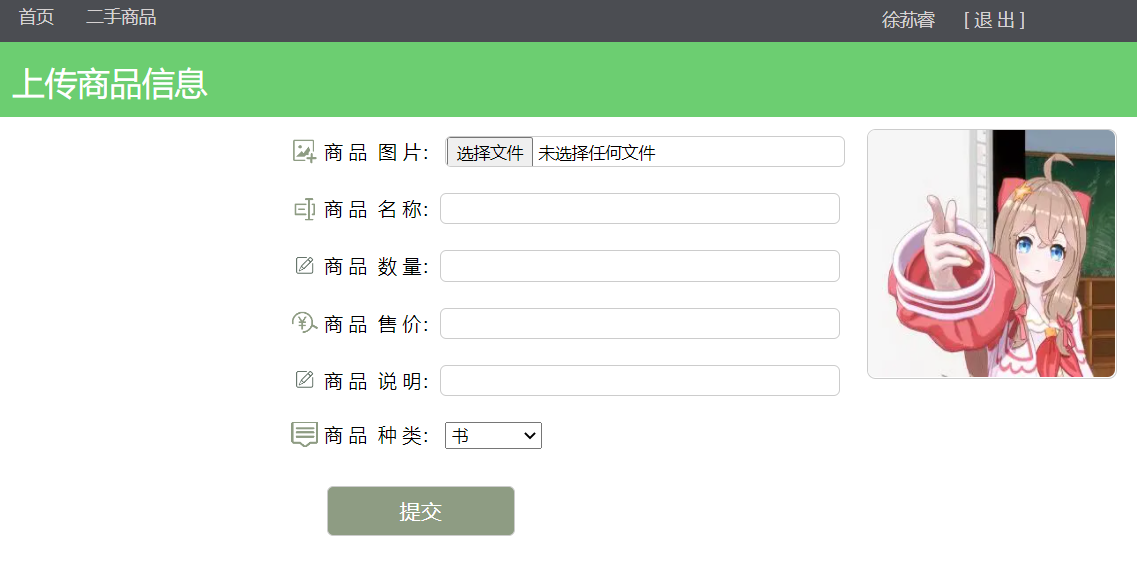 首页 二手商品 徐苏睿 [ 退 出 ]
上传商品信息
商 品 图 片： 选择文件 未选择任何文件
商 品 名 称：
商 品 数 量：
商 品 售 价：
商 品 说 明：
商 品 种 类： 书
提交